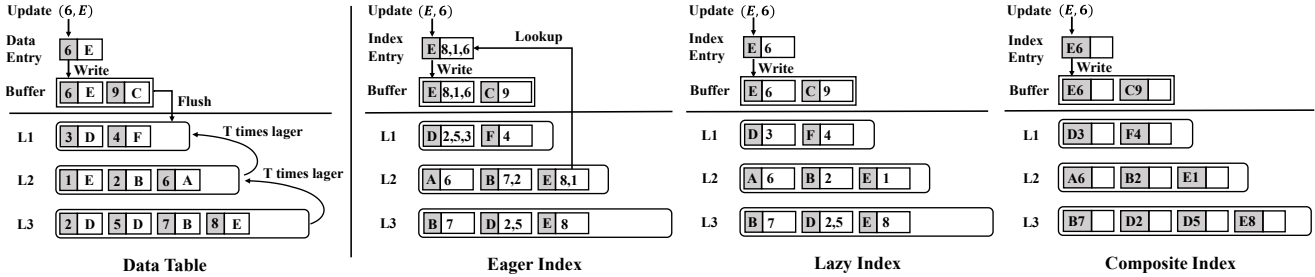 Update (6, E)
Data Entry
6 E
Write
Buffer
6 E 9 C
Flush
L1
3 D 4 F
T times lager
L2
1 E 2 B 6 A
T times lager
L3
2 D 5 D 7 B 8 E
Data Table
Update (E, 6)
Index Entry
E 8,1,6
Lookup
Write
Buffer
E 8,1,6 C 9
L1
D 2,5,3 F 4
L2
A 6 B 7,2 E 8,1
L3
B 7 D 2,5 E 8
Eager Index
Update (E, 6)
Index Entry
E 6
Write
Buffer
E 6 C 9
L1
D 3 F 4
L2
A 6 B 2 E 1
L3
B 7 D 2,5 E 8
Lazy Index
Update (E, 6)
Index Entry
E6
Write
Buffer
E6 C9
L1
D3 F4
L2
A6 B2 E1
L3
B7 D2 D5 E8
Composite Index